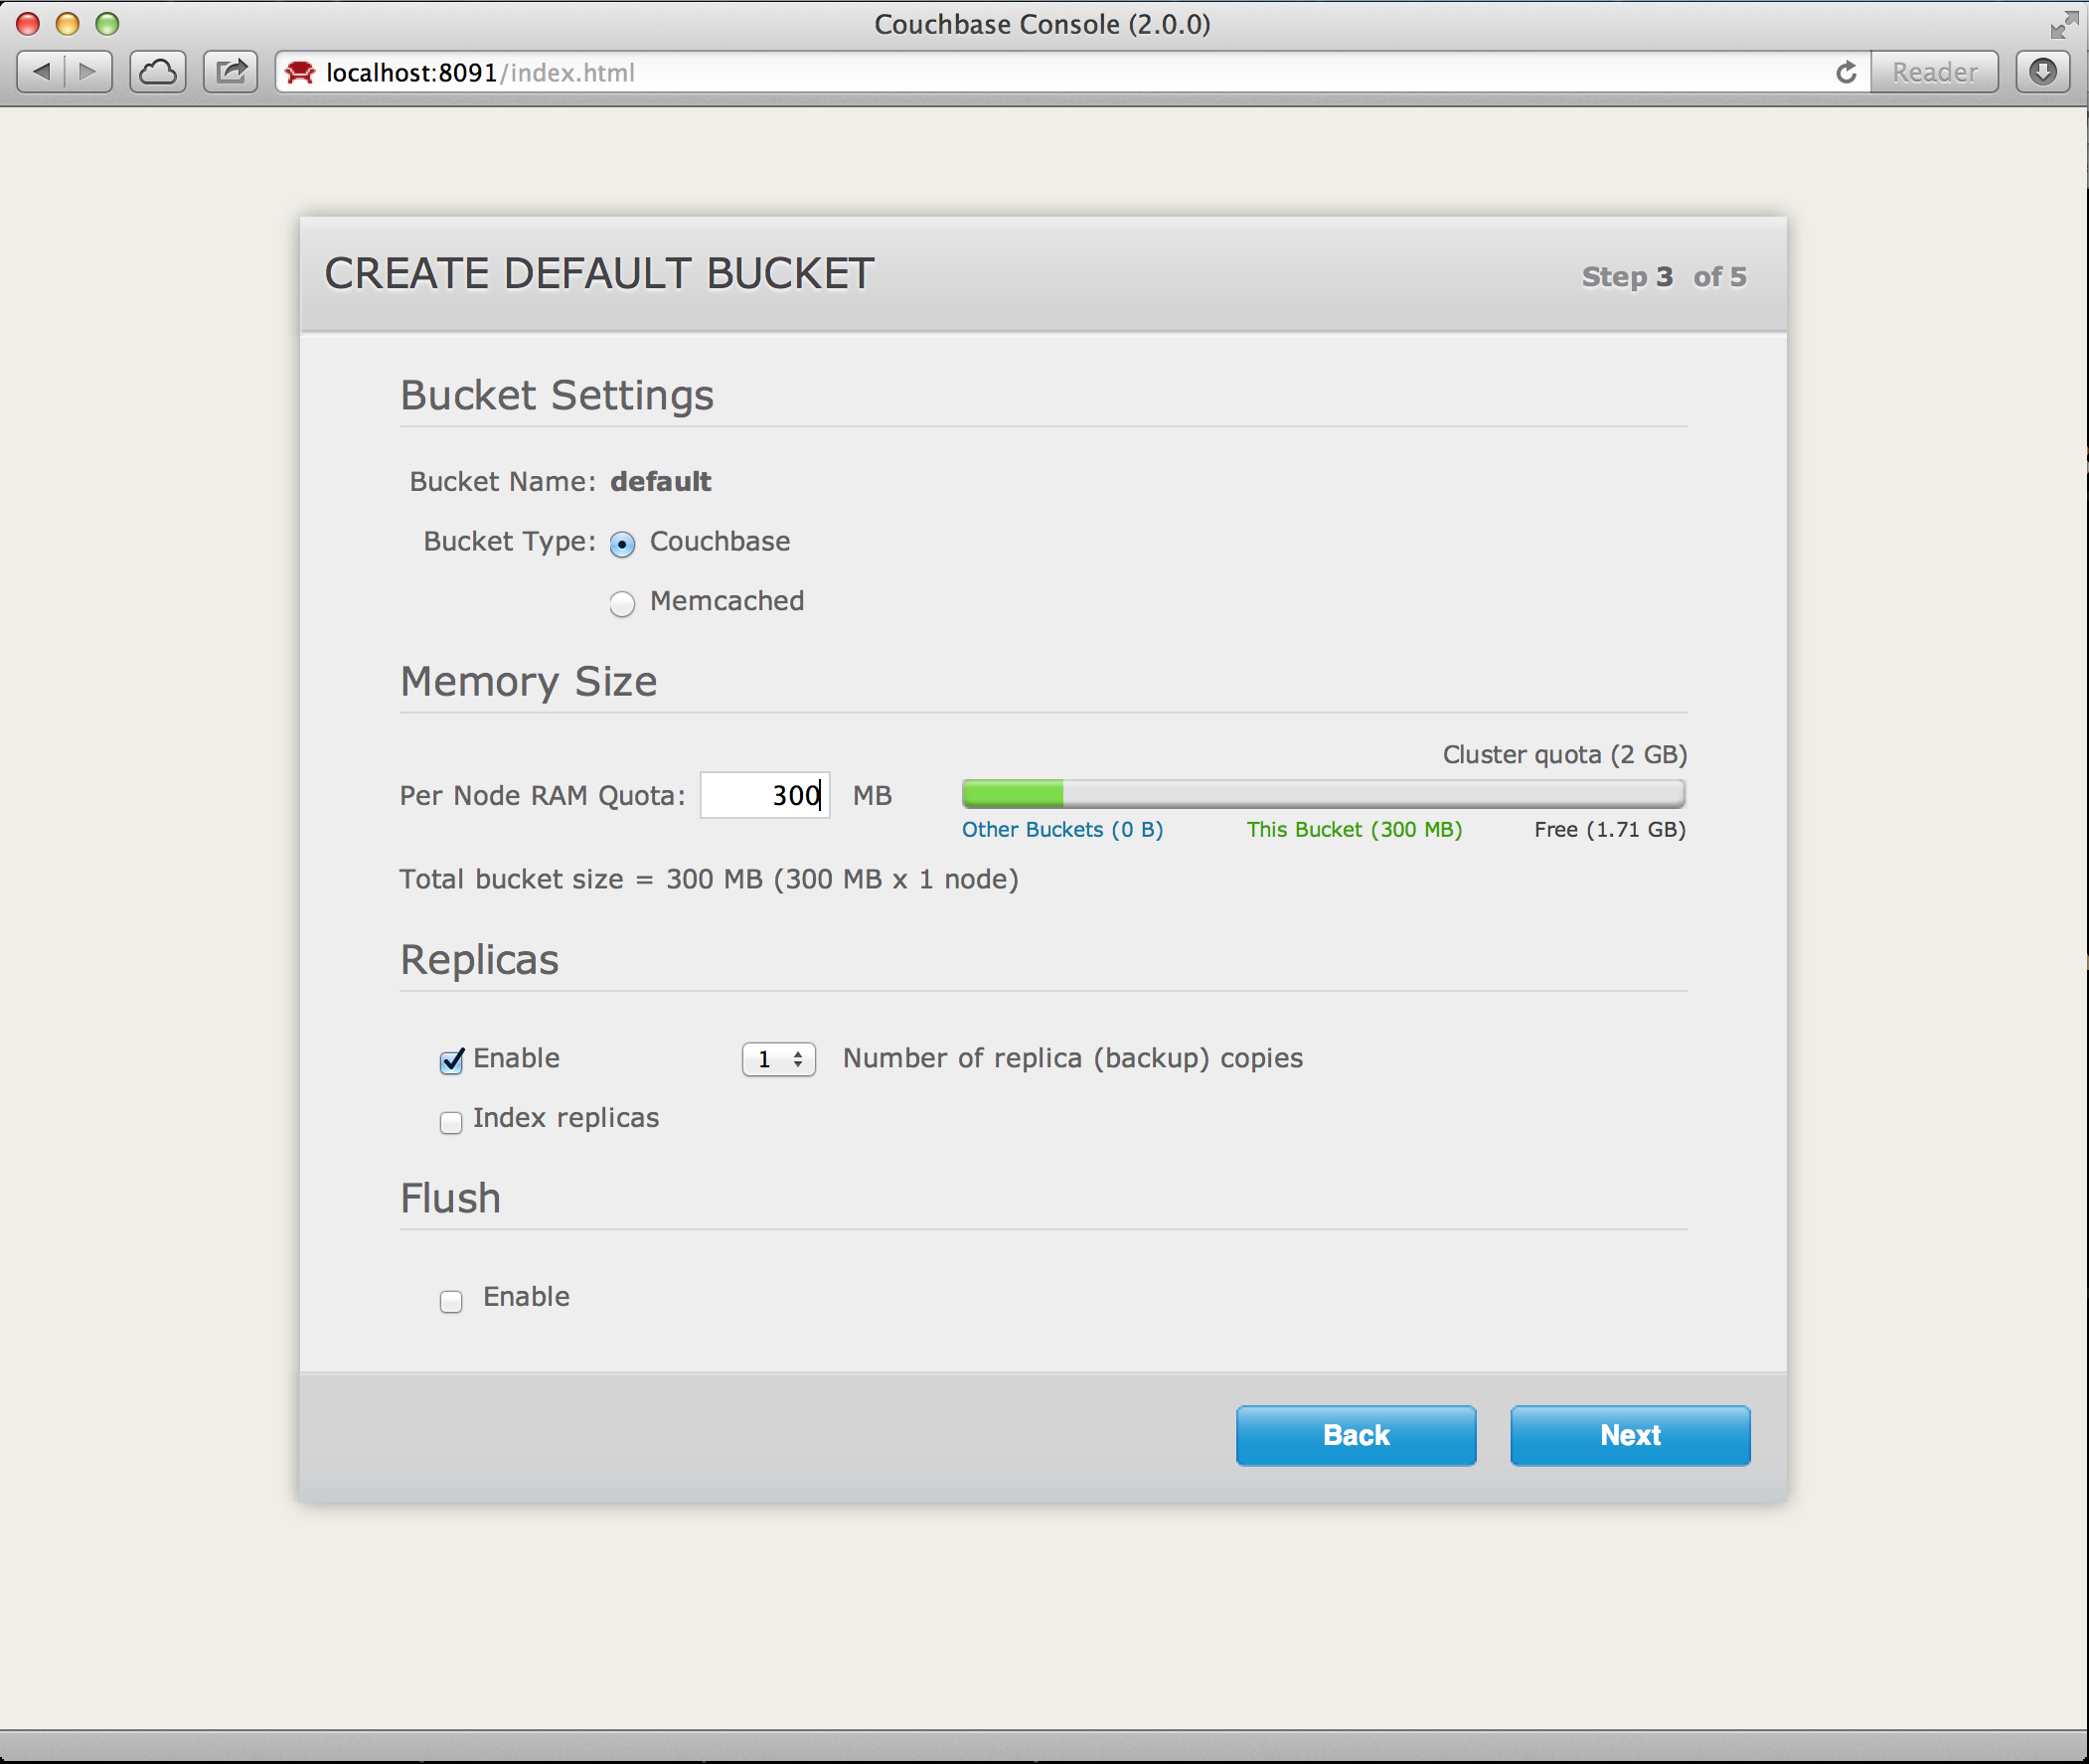 Couchbase Console (2.0.0)
localhost:8091/index.html
Reader
CREATE DEFAULT BUCKET
Step 3 of 5
Bucket Settings
Bucket Name: default
Bucket Type: Couchbase
Memcached
Memory Size
Cluster quota (2 GB)
Per Node RAM Quota: 300 MB
Other Buckets (0 B) This Bucket (300 MB) Free (1.71 GB)
Total bucket size = 300 MB (300 MB x 1 node)
Replicas
Enable 1 Number of replica (backup) copies
Index replicas
Flush
Enable
Back Next